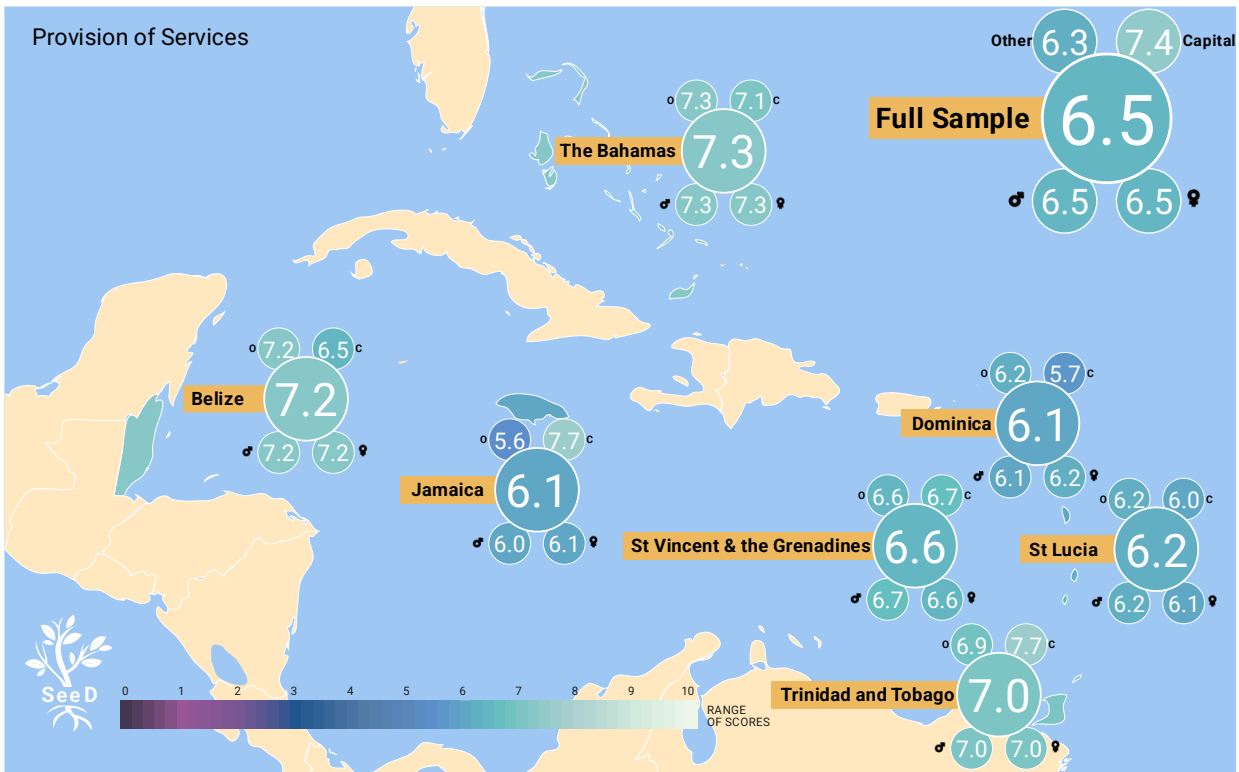 Provision of Services
Other 6.3 7.4 Capital
Full Sample 6.5
♂ 6.5 6.5 ♀
O 7.3 7.1 C
The Bahamas 7.3
♂ 7.3 7.3 ♀
O 7.2 6.5 C
Belize 7.2
♂ 7.2 7.2 ♀
O 5.6 7.7 C
Jamaica 6.1
♂ 6.0 6.1 ♀
O 6.2 5.7 C
Dominica 6.1
♂ 6.1 6.2 ♀
O 6.6 6.7 C
St Vincent & the Grenadines 6.6
♂ 6.7 6.6 ♀
O 6.2 6.0 C
St Lucia 6.2
♂ 6.2 6.1 ♀
O 6.9 7.7 C
Trinidad and Tobago 7.0
♂ 7.0 7.0 ♀
SeeD
0 1 2 3 4 5 6 7 8 9 10
RANGE
OF SCORES